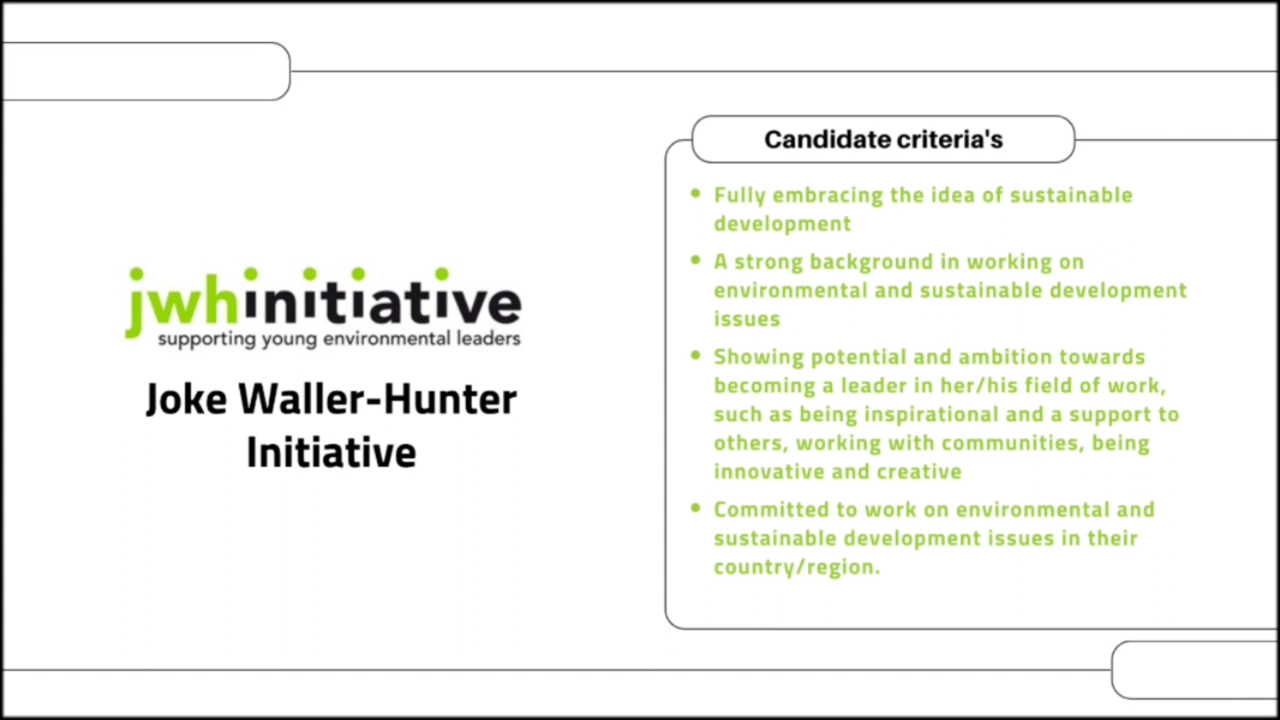 jwhinitiative
supporting young environmental leaders
Joke Waller-Hunter
Initiative
Candidate criteria's
• Fully embracing the idea of sustainable
development
• A strong background in working on
environmental and sustainable development
issues
• Showing potential and ambition towards
becoming a leader in her/his field of work,
such as being inspirational and a support to
others, working with communities, being
innovative and creative
• Committed to work on environmental and
sustainable development issues in their
country/region.